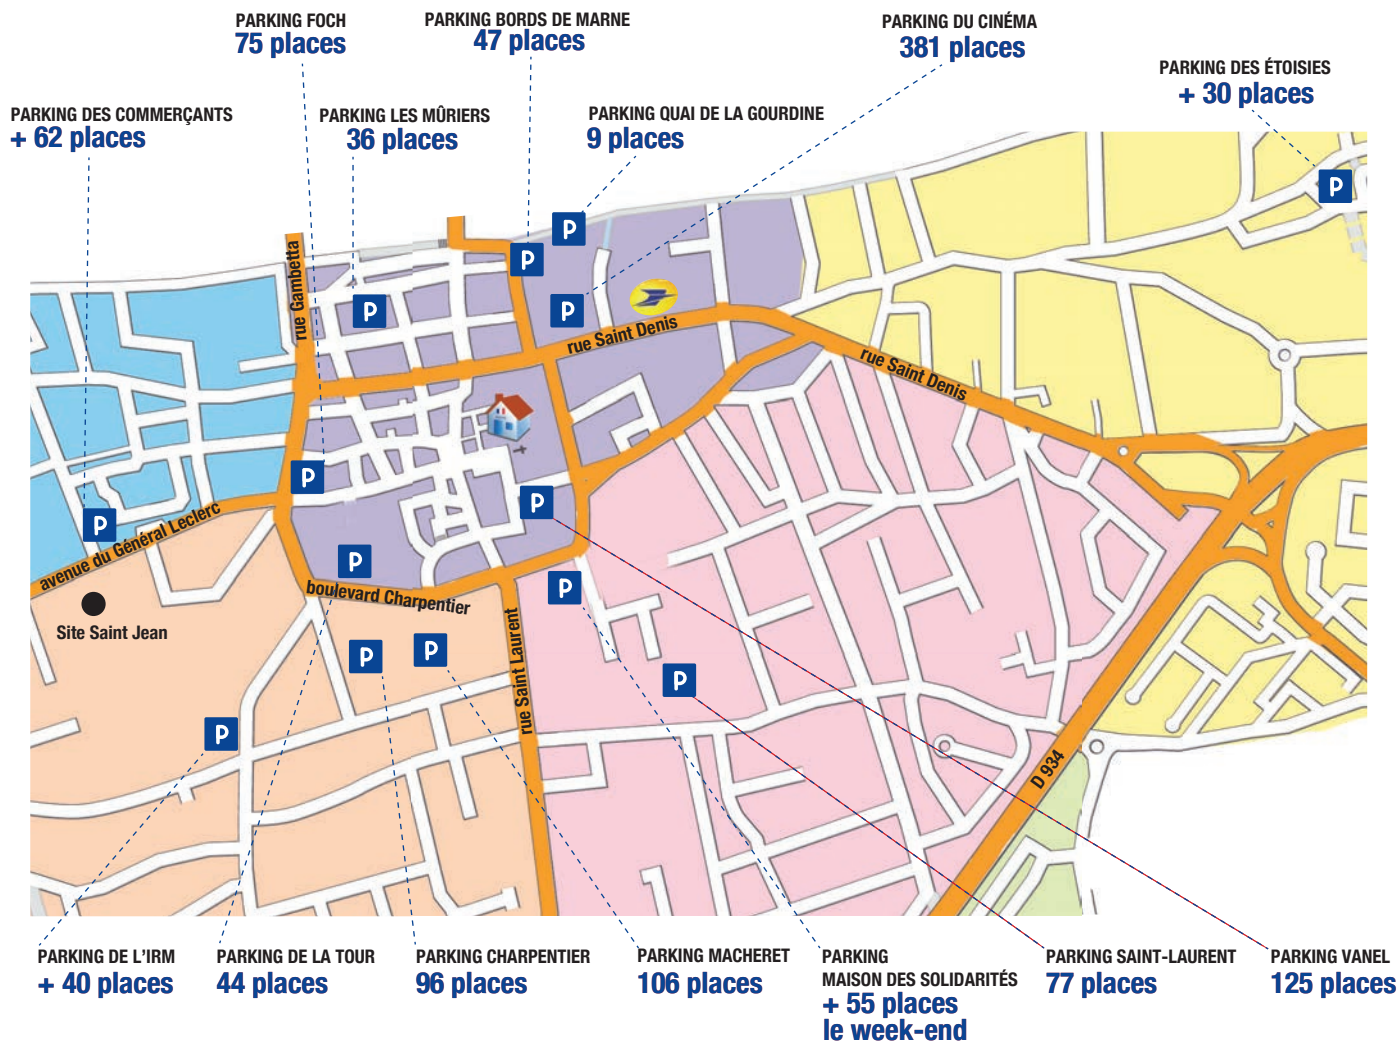 PARKING FOCH
75 places
PARKING BORDS DE MARNE
47 places
PARKING DU CINÉMA
381 places
PARKING DES ÉTOISIES
+ 30 places
PARKING DES COMMERÇANTS
+ 62 places
PARKING LES MÛRIERS
36 places
PARKING QUAI DE LA GOURDINE
9 places
P
P
P
P
P
rue Gambetta
rue Saint Denis
rue Saint Denis
P
P
P
avenue du Général Leclerc
P
boulevard Charpentier
P
Site Saint Jean
rue Saint Laurent
P
P
P
P
D 934
PARKING DE L'IRM
+ 40 places
PARKING DE LA TOUR
44 places
PARKING CHARPENTIER
96 places
PARKING MACHERET
106 places
PARKING
MAISON DES SOLIDARITÉS
+ 55 places
le week-end
PARKING SAINT-LAURENT
77 places
PARKING VANEL
125 places